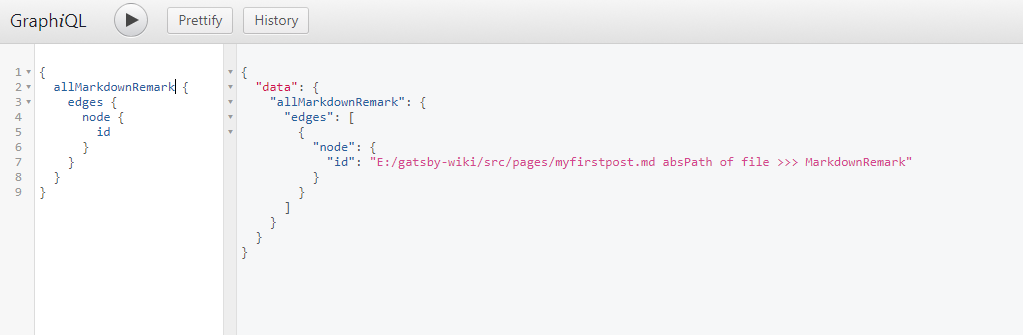 GraphiQL Prettify History
1 {
2 allMarkdownRemark {
3 edges {
4 node {
5 id
6 }
7 }
8 }
9 }
{
"data": {
"allMarkdownRemark": {
"edges": [
{
"node": {
"id": "E:/gatsby-wiki/src/pages/myfirstpost.md absPath of file >>> MarkdownRemark"
}
}
]
}
}
}